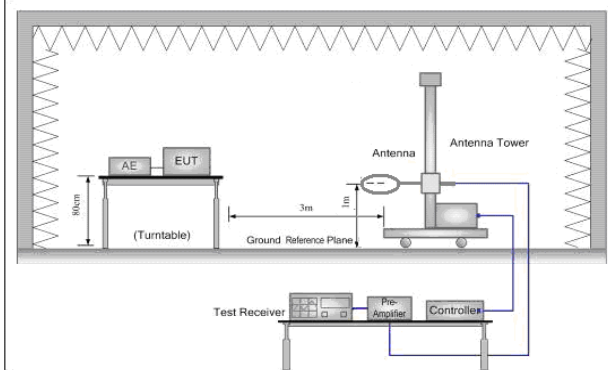 Antenna Tower
Antenna
AE
EUT
80cm
3m
1m
(Turntable)
Ground Reference Plane
Test Receiver
Pre-
Amplifier
Controller